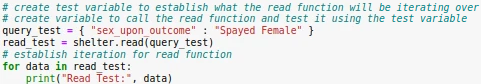 # create test variable to establish what the read function will be iterating over
# create variable to call the read function and test it using the test variable
query_test = { "sex_upon_outcome" : "Spayed Female" }
read_test = shelter.read(query_test)
# establish iteration for read function
for data in read_test:
    print("Read Test:", data)